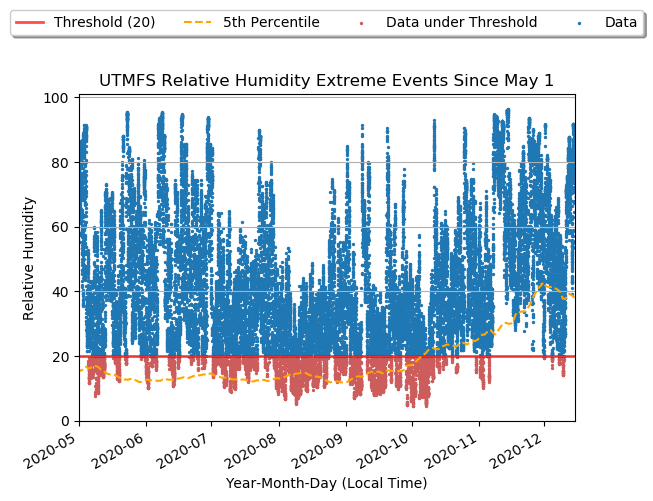 Threshold (20) 5th Percentile Data under Threshold Data
UTMFS Relative Humidity Extreme Events Since May 1
100
80
60
40
20
0
Relative Humidity
2020-05 2020-06 2020-07 2020-08 2020-09 2020-10 2020-11 2020-12
Year-Month-Day (Local Time)